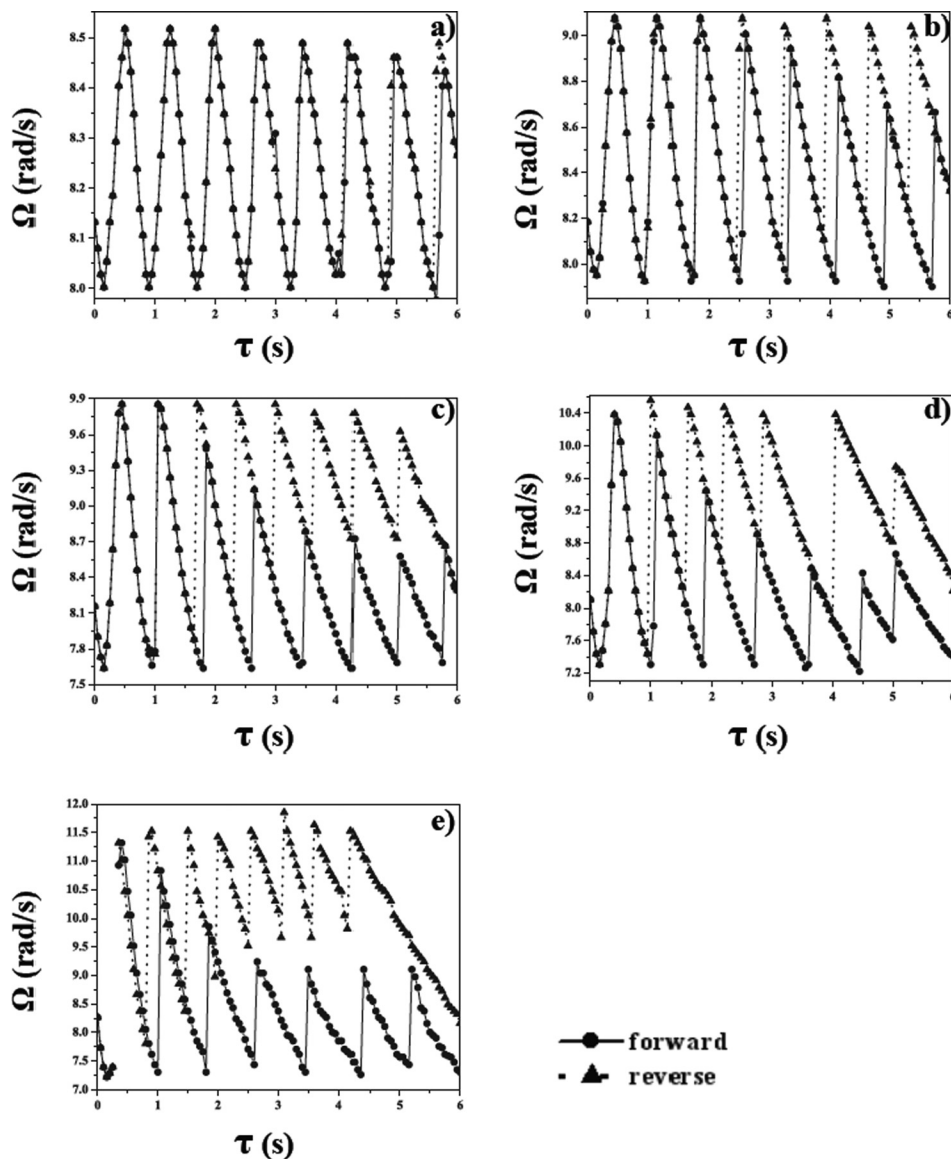 a)
Ω (rad/s)
8.5
8.4
8.3
8.2
8.1
8.0
0 1 2 3 4 5 6
τ (s)
b)
Ω (rad/s)
9.0
8.8
8.6
8.4
8.2
8.0
0 1 2 3 4 5 6
τ (s)
c)
Ω (rad/s)
9.9
9.6
9.3
9.0
8.7
8.4
8.1
7.8
7.5
0 1 2 3 4 5 6
τ (s)
d)
Ω (rad/s)
10.4
10.0
9.6
9.2
8.8
8.4
8.0
7.6
7.2
0 1 2 3 4 5 6
τ (s)
e)
Ω (rad/s)
12.0
11.5
11.0
10.5
10.0
9.5
9.0
8.5
8.0
7.5
7.0
0 1 2 3 4 5 6
τ (s)
forward
reverse